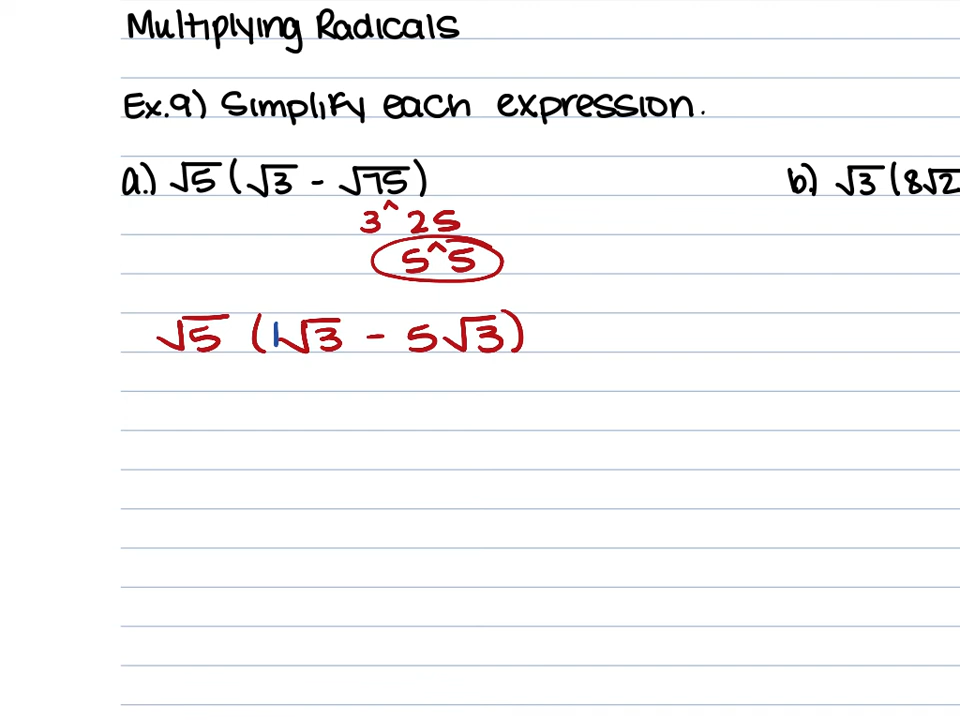 Multiplying Radicals
Ex.9) Simplify each expression.
a.) √5 (√3 - √75) b.) √3 (8√2
3^25
5^5
√5 (1√3 - 5√3)